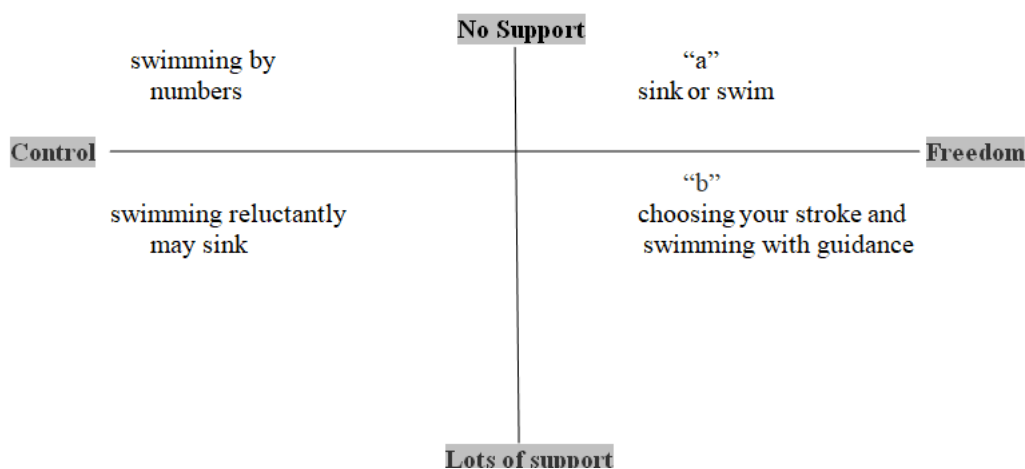 No Support
swimming by
numbers
“a”
sink or swim
Control
Freedom
“b”
swimming reluctantly
may sink
choosing your stroke and
swimming with guidance
Lots of support